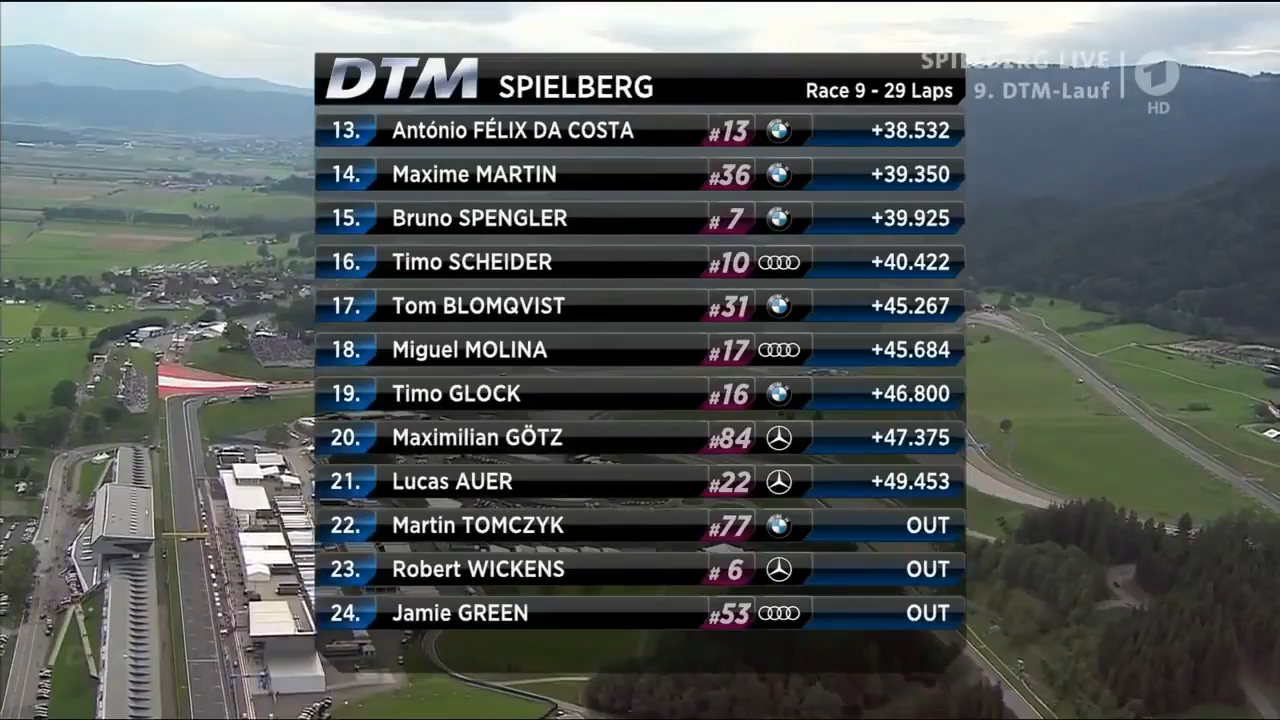 DTM SPIELBERG Race 9 - 29 Laps
SPIELBERG LIVE
9. DTM-Lauf
1
HD
13. António FÉLIX DA COSTA #13 +38.532
14. Maxime MARTIN #36 +39.350
15. Bruno SPENGLER # 7 +39.925
16. Timo SCHEIDER #10 +40.422
17. Tom BLOMQVIST #31 +45.267
18. Miguel MOLINA #17 +45.684
19. Timo GLOCK #16 +46.800
20. Maximilian GÖTZ #84 +47.375
21. Lucas AUER #22 +49.453
22. Martin TOMCZYK #77 OUT
23. Robert WICKENS # 6 OUT
24. Jamie GREEN #53 OUT